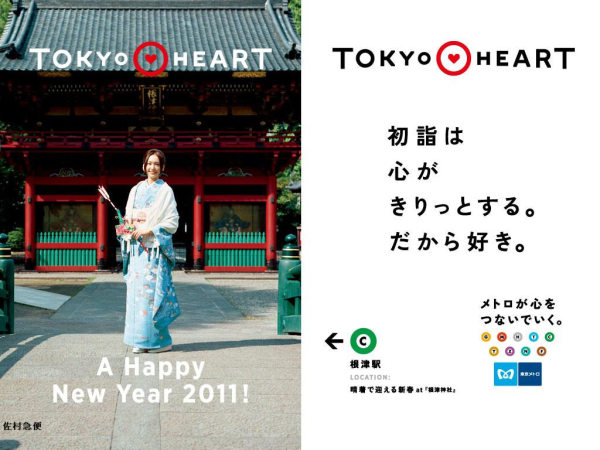 TOKYO HEART
A Happy
New Year 2011!
佐村急便
TOKYO HEART
初詣は
心が
きりっとする。
だから好き。
メトロが心を
つないでいく。
G M H T C
Y Z N F
C
根津駅
LOCATION:
晴着で迎える新春 at『根津神社』
東京メトロ